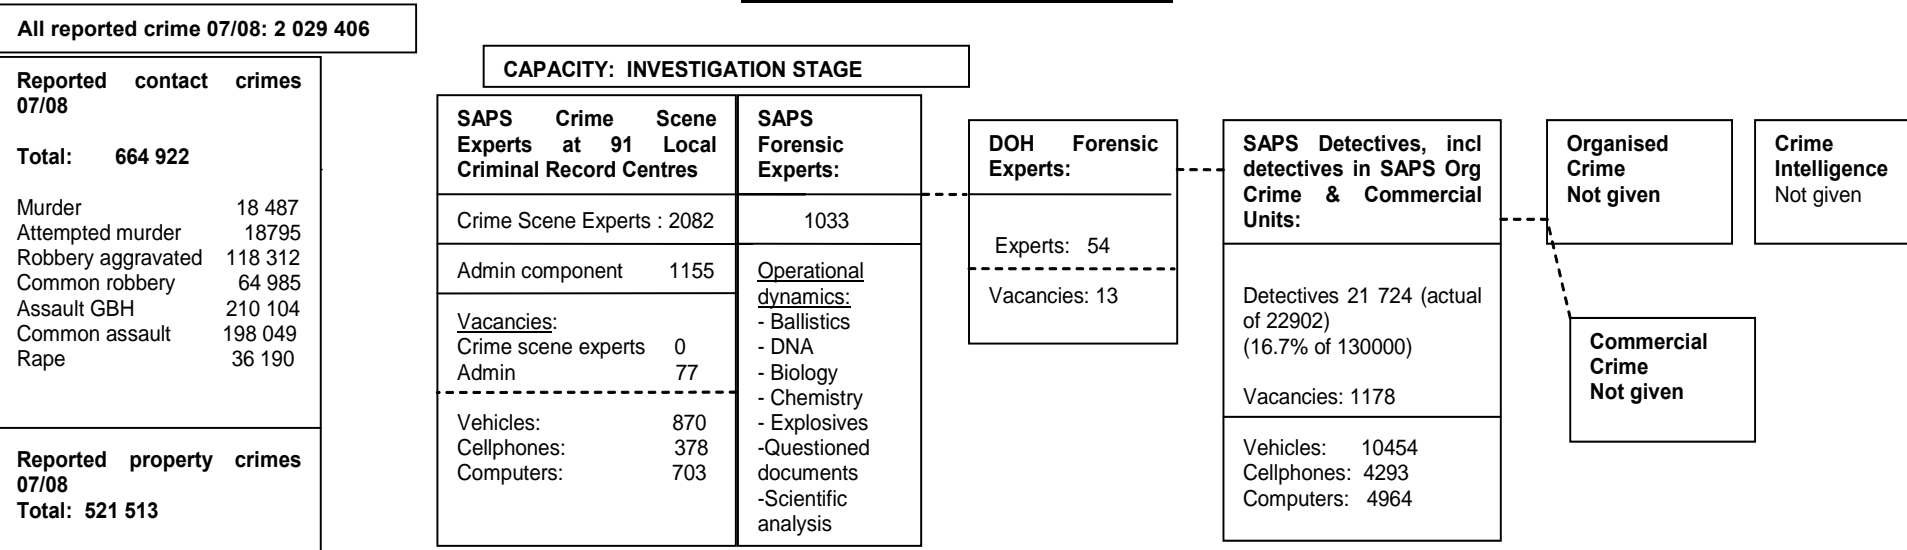 All reported crime 07/08: 2 029 406
Reported contact crimes
07/08
Total: 664 922
Murder 18 487
Attempted murder 18795
Robbery aggravated 118 312
Common robbery 64 985
Assault GBH 210 104
Common assault 198 049
Rape 36 190
Reported property crimes
07/08
Total: 521 513
CAPACITY: INVESTIGATION STAGE
SAPS Crime Scene
Experts at 91 Local
Criminal Record Centres
Crime Scene Experts : 2082
Admin component 1155
Vacancies:
Crime scene experts 0
Admin 77
Vehicles: 870
Cellphones: 378
Computers: 703
SAPS
Forensic
Experts:
1033
Operational
dynamics:
- Ballistics
- DNA
- Biology
- Chemistry
- Explosives
-Questioned
documents
-Scientific
analysis
DOH Forensic
Experts:
Experts: 54
Vacancies: 13
SAPS Detectives, incl
detectives in SAPS Org
Crime & Commercial
Units:
Detectives 21 724 (actual
of 22902)
(16.7% of 130000)
Vacancies: 1178
Vehicles: 10454
Cellphones: 4293
Computers: 4964
Organised
Crime
Not given
Commercial
Crime
Not given
Crime
Intelligence
Not given